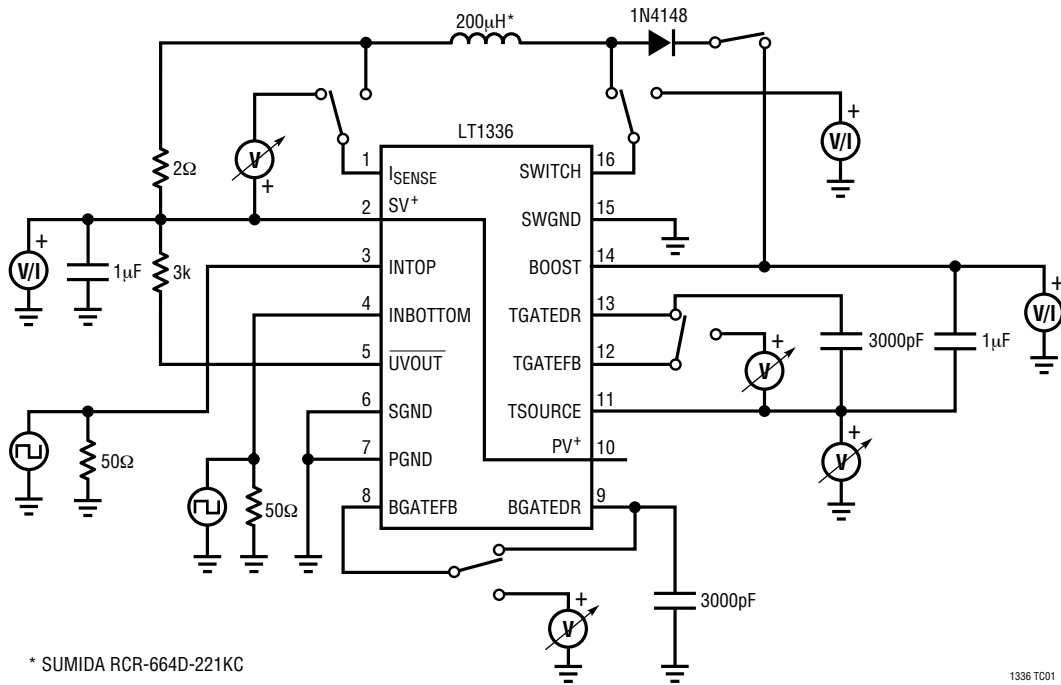 200µH*
1N4148
LT1336
2Ω
V
+
V/I
+
V/I
+
1µF
3k
1 ISENSE
2 SV+
3 INTOP
4 INBOTTOM
5 UVOUT
6 SGND
7 PGND
8 BGATEFB
SWITCH 16
SWGND 15
BOOST 14
TGATEDR 13
TGATEFB 12
TSOURCE 11
PV+ 10
BGATEDR 9
V
+
3000pF
1µF
V/I
+
V
+
50Ω
50Ω
V
+
3000pF
* SUMIDA RCR-664D-221KC
1336 TC01